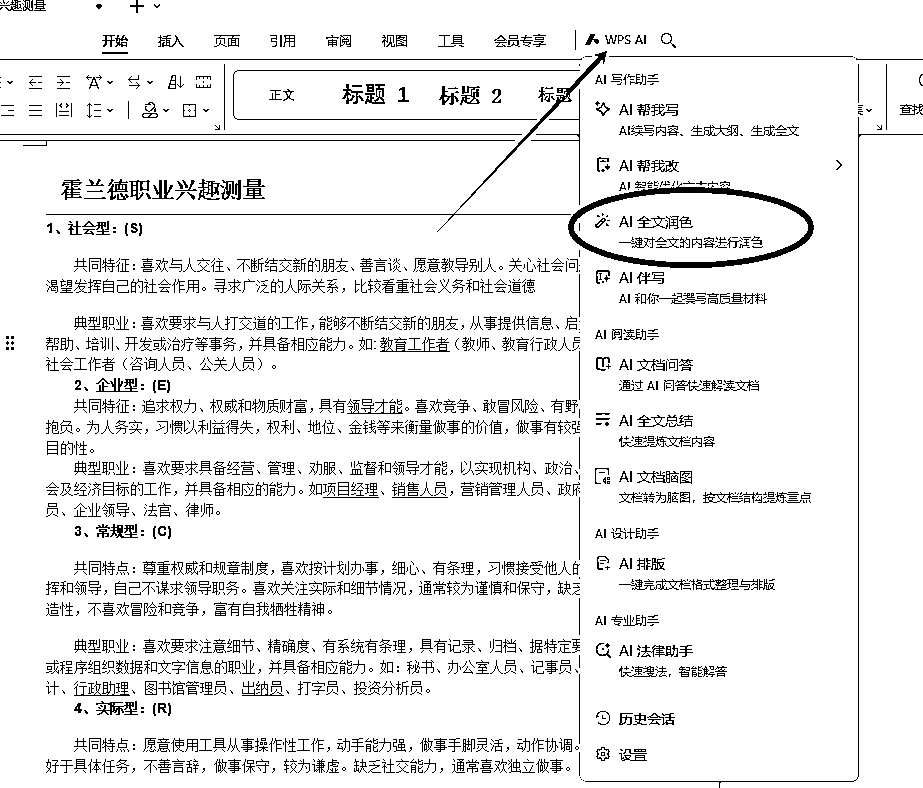 兴趣测量
开始 插入 页面 引用 审阅 视图 工具 会员专享 WPS AI
正文 标题 1 标题 2 标题
查找
霍兰德职业兴趣测量
1、社会型：(S)
共同特征：喜欢与人交往、不断结交新的朋友、善言谈、愿意教导别人。关心社会问
渴望发挥自己的社会作用。寻求广泛的人际关系，比较看重社会义务和社会道德
典型职业：喜欢要求与人打交道的工作，能够不断结交新的朋友，从事提供信息、启
帮助、培训、开发或治疗等事务，并具备相应能力。如: 教育工作者（教师、教育行政人员
社会工作者（咨询人员、公关人员）。
2、企业型：(E)
共同特征：追求权力、权威和物质财富，具有领导才能。喜欢竞争、敢冒风险、有野
抱负。为人务实，习惯以利益得失，权利、地位、金钱等来衡量做事的价值，做事有较强
目的性。
典型职业：喜欢要求具备经营、管理、劝服、监督和领导才能，以实现机构、政治、
会及经济目标的工作，并具备相应的能力。如项目经理、销售人员，营销管理人员、政府
员、企业领导、法官、律师。
3、常规型：(C)
共同特点：尊重权威和规章制度，喜欢按计划办事，细心、有条理，习惯接受他人的
挥和领导，自己不谋求领导职务。喜欢关注实际和细节情况，通常较为谨慎和保守，缺乏
造性，不喜欢冒险和竞争，富有自我牺牲精神。
典型职业：喜欢要求注意细节、精确度、有系统有条理，具有记录、归档、据特定要
或程序组织数据和文字信息的职业，并具备相应能力。如：秘书、办公室人员、记事员、
计、行政助理、图书馆管理员、出纳员、打字员、投资分析员。
4、实际型：(R)
共同特点：愿意使用工具从事操作性工作，动手能力强，做事手脚灵活，动作协调。
好于具体任务，不善言辞，做事保守，较为谦虚。缺乏社交能力，通常喜欢独立做事。
AI 写作助手
AI 帮我写
AI续写内容、生成大纲、生成全文
AI 帮我改
AI 智能优化文本内容
AI 全文润色
一键对全文的内容进行润色
AI 伴写
AI 和你一起撰写高质量材料
AI 阅读助手
AI 文档问答
通过 AI 问答快速解读文档
AI 全文总结
快速提炼文档内容
AI 文档脑图
文档转为脑图，按文档结构提炼重点
AI 设计助手
AI 排版
一键完成文档格式整理与排版
AI 专业助手
AI 法律助手
快速搜法，智能解答
历史会话
设置